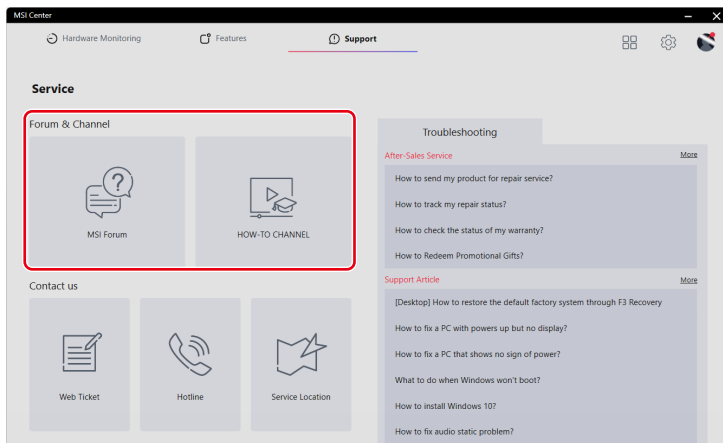 MSI Center
Hardware Monitoring
Features
Support
Service
Forum & Channel
MSI Forum
HOW-TO CHANNEL
Contact us
Web Ticket
Hotline
Service Location
Troubleshooting
After-Sales Service
More
How to send my product for repair service?
How to track my repair status?
How to check the status of my warranty?
How to Redeem Promotional Gifts?
Support Article
More
[Desktop] How to restore the default factory system through F3 Recovery
How to fix a PC with powers up but no display?
How to fix a PC that shows no sign of power?
What to do when Windows won't boot?
How to install Windows 10?
How to fix audio static problem?